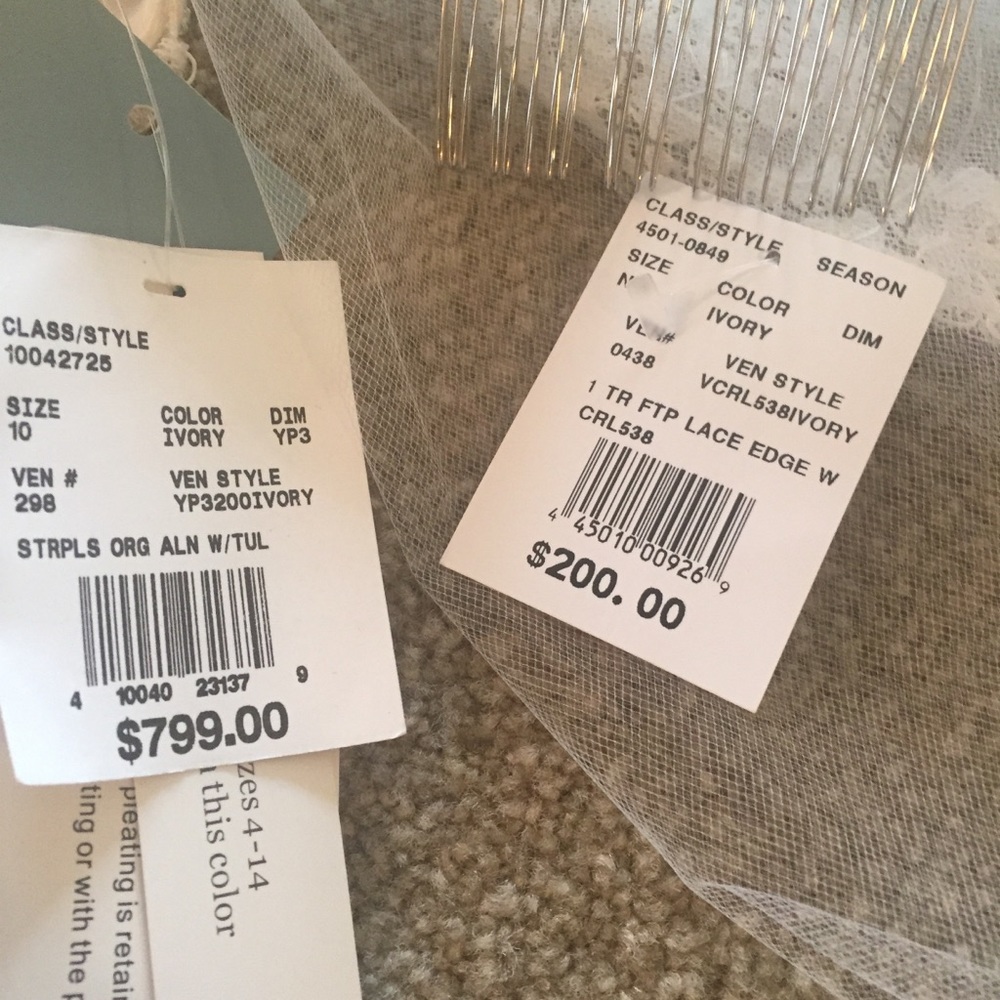 CLASS/STYLE
10042725
SIZE COLOR DIM
10 IVORY YP3
VEN # VEN STYLE
298 YP3200IVORY
STRPLS ORG ALN W/TUL
4 10040 23137 9
$799.00
zes 4-14
this color
pleating is retai
ting or with the
CLASS/STYLE SEASON
4501-0849
SIZE COLOR DIM
IVORY
VEN STYLE
0438 VCRL538IVORY
1 TR FTP LACE EDGE W
CRL538
4 45010 00926 9
$200.00